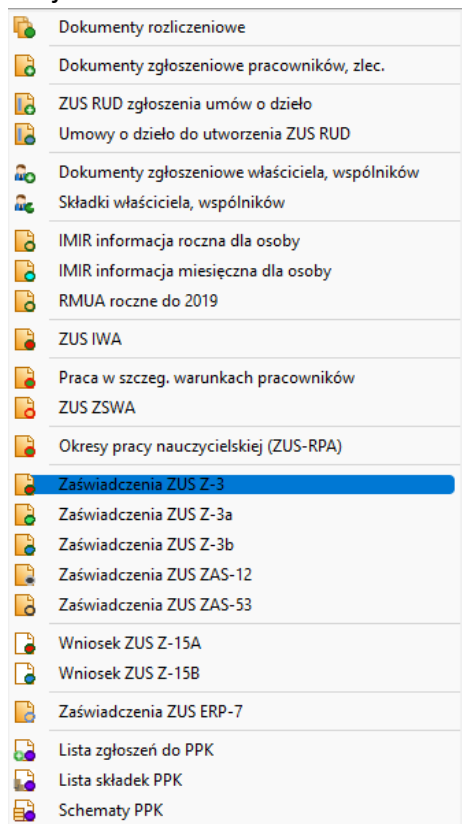 Dokumenty rozliczeniowe
Dokumenty zgłoszeniowe pracowników, zlec.
ZUS RUD zgłoszenia umów o dzieło
Umowy o dzieło do utworzenia ZUS RUD
Dokumenty zgłoszeniowe właściciela, wspólników
Składki właściciela, wspólników
IMIR informacja roczna dla osoby
IMIR informacja miesięczna dla osoby
RMUA roczne do 2019
ZUS IWA
Praca w szczeg. warunkach pracowników
ZUS ZSWA
Okresy pracy nauczycielskiej (ZUS-RPA)
Zaświadczenia ZUS Z-3
Zaświadczenia ZUS Z-3a
Zaświadczenia ZUS Z-3b
Zaświadczenia ZUS ZAS-12
Zaświadczenia ZUS ZAS-53
Wniosek ZUS Z-15A
Wniosek ZUS Z-15B
Zaświadczenia ZUS ERP-7
Lista zgłoszeń do PPK
Lista składek PPK
Schematy PPK